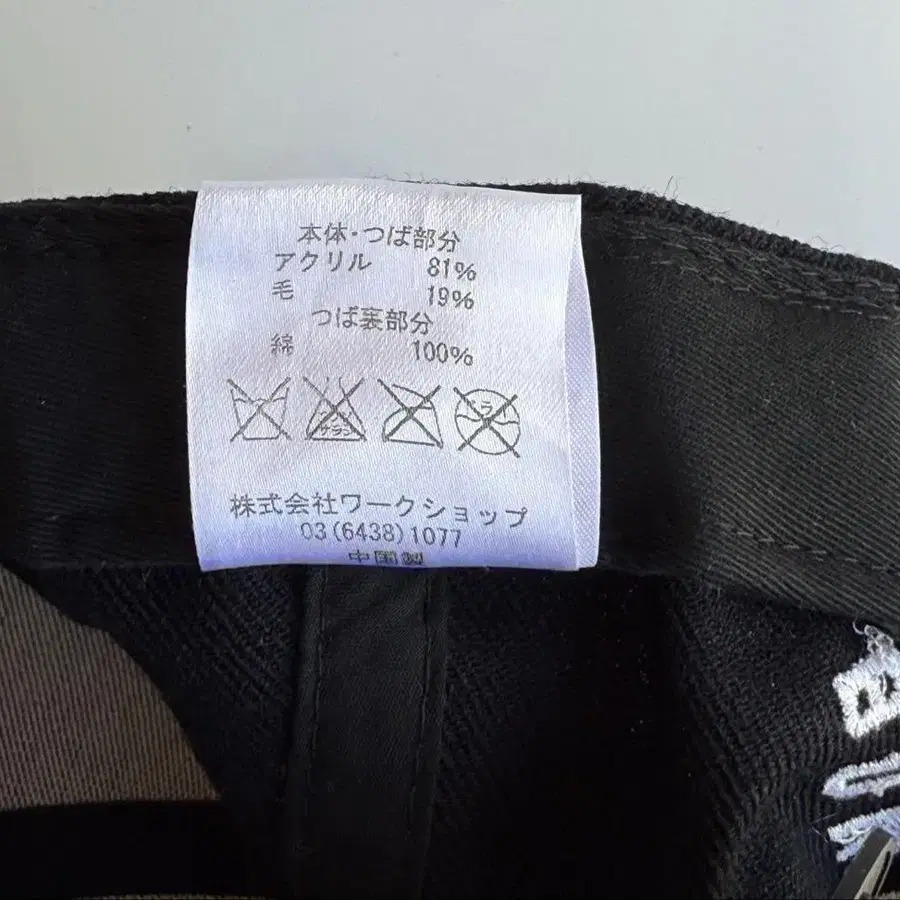 本体・つば部分
アクリル 81%
毛 19%
つば裏部分
綿 100%
株式会社ワークショップ
03(6438)1077
中国製
B